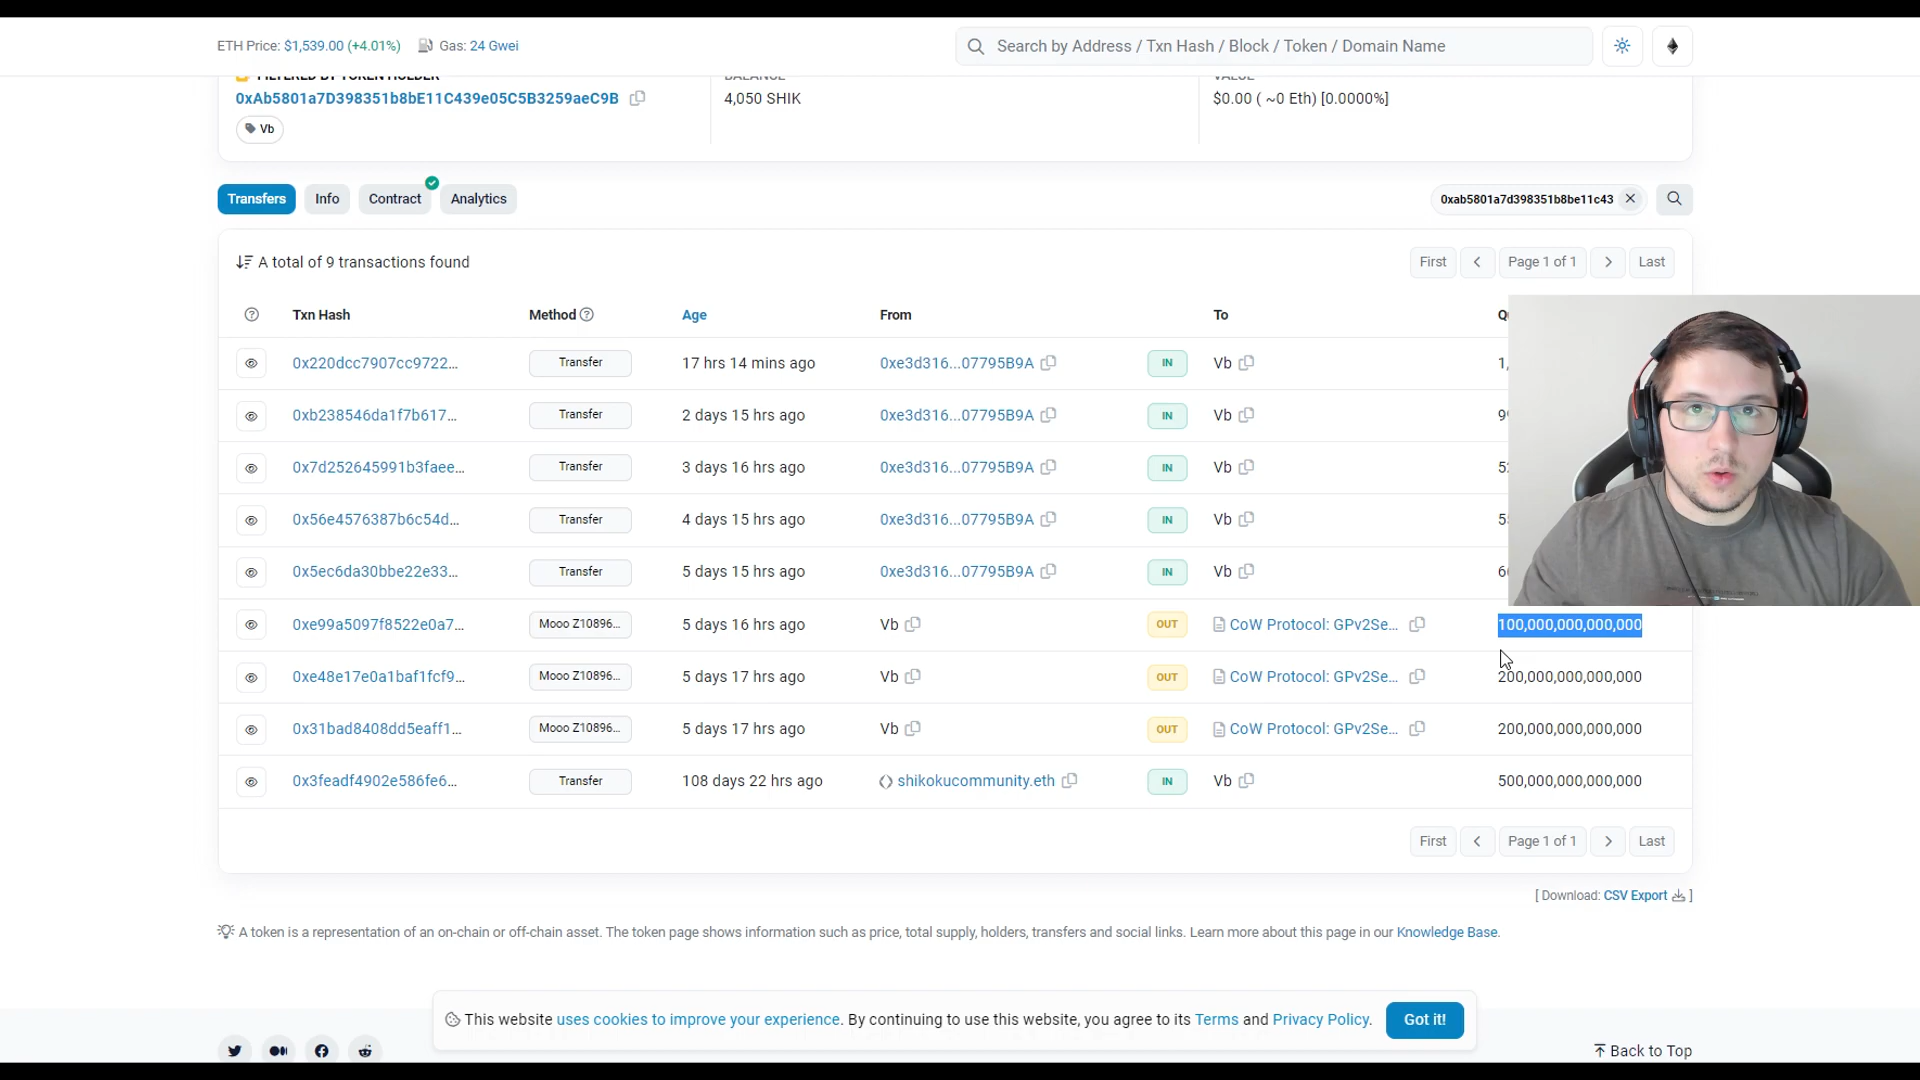 ETH Price: $1,539.00 (+4.01%) Gas: 24 Gwei
Search by Address / Txn Hash / Block / Token / Domain Name
FILTERED BY TOKEN HOLDER BALANCE VALUE
0xAb5801a7D398351b8bE11C439e05C5B3259aeC9B 4,050 SHIK $0.00 ( ~0 Eth) [0.0000%]
Vb
Transfers Info Contract Analytics 0xab5801a7d398351b8be11c43
A total of 9 transactions found First Page 1 of 1 Last
Txn Hash Method Age From To
0x220dcc7907cc9722... Transfer 17 hrs 14 mins ago 0xe3d316...07795B9A IN Vb 1,
0xb238546da1f7b617... Transfer 2 days 15 hrs ago 0xe3d316...07795B9A IN Vb
0x7d252645991b3faee... Transfer 3 days 16 hrs ago 0xe3d316...07795B9A IN Vb
0x56e4576387b6c54d... Transfer 4 days 15 hrs ago 0xe3d316...07795B9A IN Vb
0x5ec6da30bbe22e33... Transfer 5 days 15 hrs ago 0xe3d316...07795B9A IN Vb
0xe99a5097f8522e0a7... Mooo Z10896... 5 days 16 hrs ago Vb OUT CoW Protocol: GPv2Se... 100,000,000,000,000
0xe48e17e0a1baf1fcf9... Mooo Z10896... 5 days 17 hrs ago Vb OUT CoW Protocol: GPv2Se... 200,000,000,000,000
0x31bad8408dd5eaff1... Mooo Z10896... 5 days 17 hrs ago Vb OUT CoW Protocol: GPv2Se... 200,000,000,000,000
0x3feadf4902e586fe6... Transfer 108 days 22 hrs ago shikokucommunity.eth IN Vb 500,000,000,000,000
First Page 1 of 1 Last
[ Download: CSV Export ]
A token is a representation of an on-chain or off-chain asset. The token page shows information such as price, total supply, holders, transfers and social links. Learn more about this page in our Knowledge Base.
This website uses cookies to improve your experience. By continuing to use this website, you agree to its Terms and Privacy Policy. Got it!
Back to Top